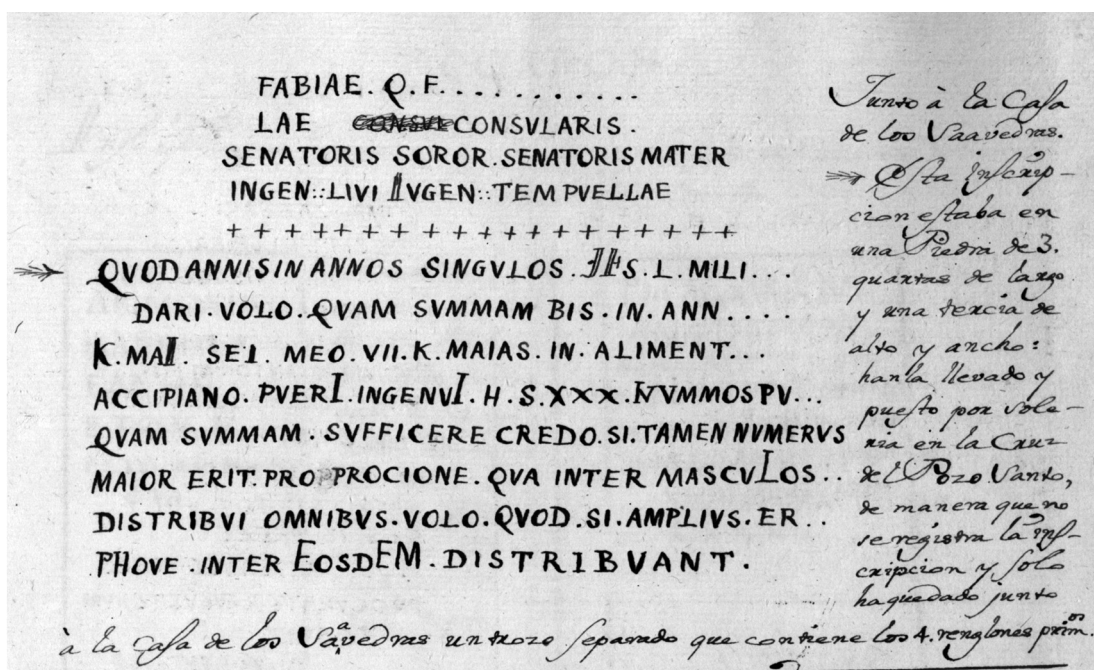 FABIAE. Q. F. . . . . . . . . . . .
LAE CONSVLARIS.
SENATORIS SOROR. SENATORIS MATER
INGEN::LIVI IVGEN::TEM PVELLAE
+ + + + + + + + + + + + + + + + + + +
QVOD ANNIS IN ANNOS SINGVLOS. HS. L. MILI...
DARI. VOLO. QVAM SVMMAM BIS. IN. ANN....
K. MAI. SEI. MEO. VII. K. MAIAS. IN. ALIMENT...
ACCIPIANO. PVERI INGENVI. H. S. XXX. NVMMOS PV...
QVAM SVMMAM. SVFFICERE CREDO. SI. TAMEN NVMERVS
MAIOR ERIT. PRO PROCIONE. QVA INTER MASCVLOS..
DISTRIBVI OMNIBVS. VOLO. QVOD. SI. AMPLIVS. ER..
PHOVE. INTER EOSDEM. DISTRIBVANT.
Junto à la Casa
de los Saavedras.
Esta inscrip-
cion estaba en
una Piedra de 3.
quartas de largo
y una tercia de
alto y ancho:
hanla llevado y
puesto por sole-
ria en la Cruz
de el Pozo Santo,
de manera que no
se registra la ins-
cripcion y solo
ha quedado junto
à la Casa de los Saavedras un trozo separado que contiene los 4. renglones prim.os